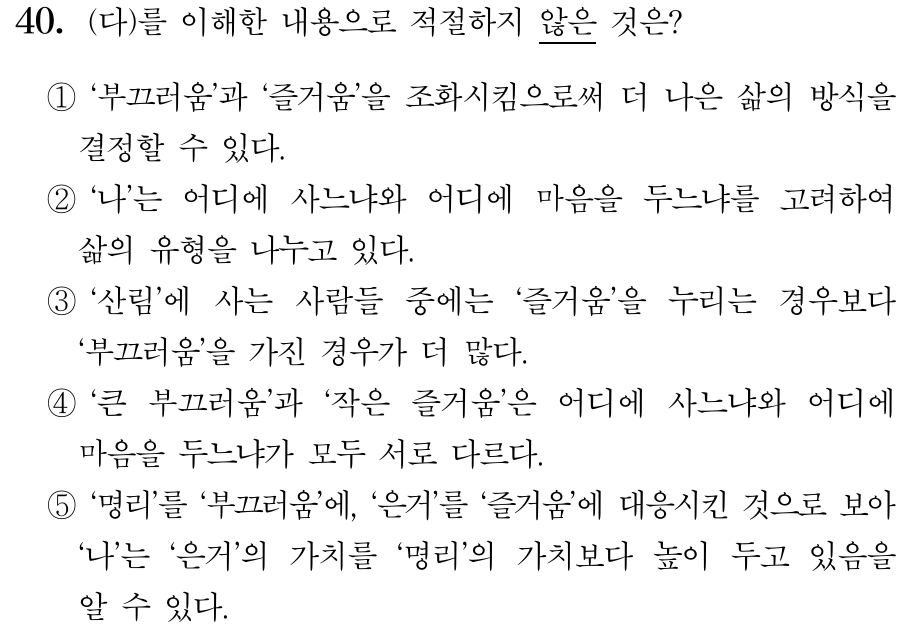 40. (다)를 이해한 내용으로 적절하지 않은 것은?
① ‘부끄러움’과 ‘즐거움’을 조화시킴으로써 더 나은 삶의 방식을
결정할 수 있다.
② ‘나’는 어디에 사느냐와 어디에 마음을 두느냐를 고려하여
삶의 유형을 나누고 있다.
③ ‘산림’에 사는 사람들 중에는 ‘즐거움’을 누리는 경우보다
‘부끄러움’을 가진 경우가 더 많다.
④ ‘큰 부끄러움’과 ‘작은 즐거움’은 어디에 사느냐와 어디에
마음을 두느냐가 모두 서로 다르다.
⑤ ‘명리’를 ‘부끄러움’에, ‘은거’를 ‘즐거움’에 대응시킨 것으로 보아
‘나’는 ‘은거’의 가치를 ‘명리’의 가치보다 높이 두고 있음을
알 수 있다.